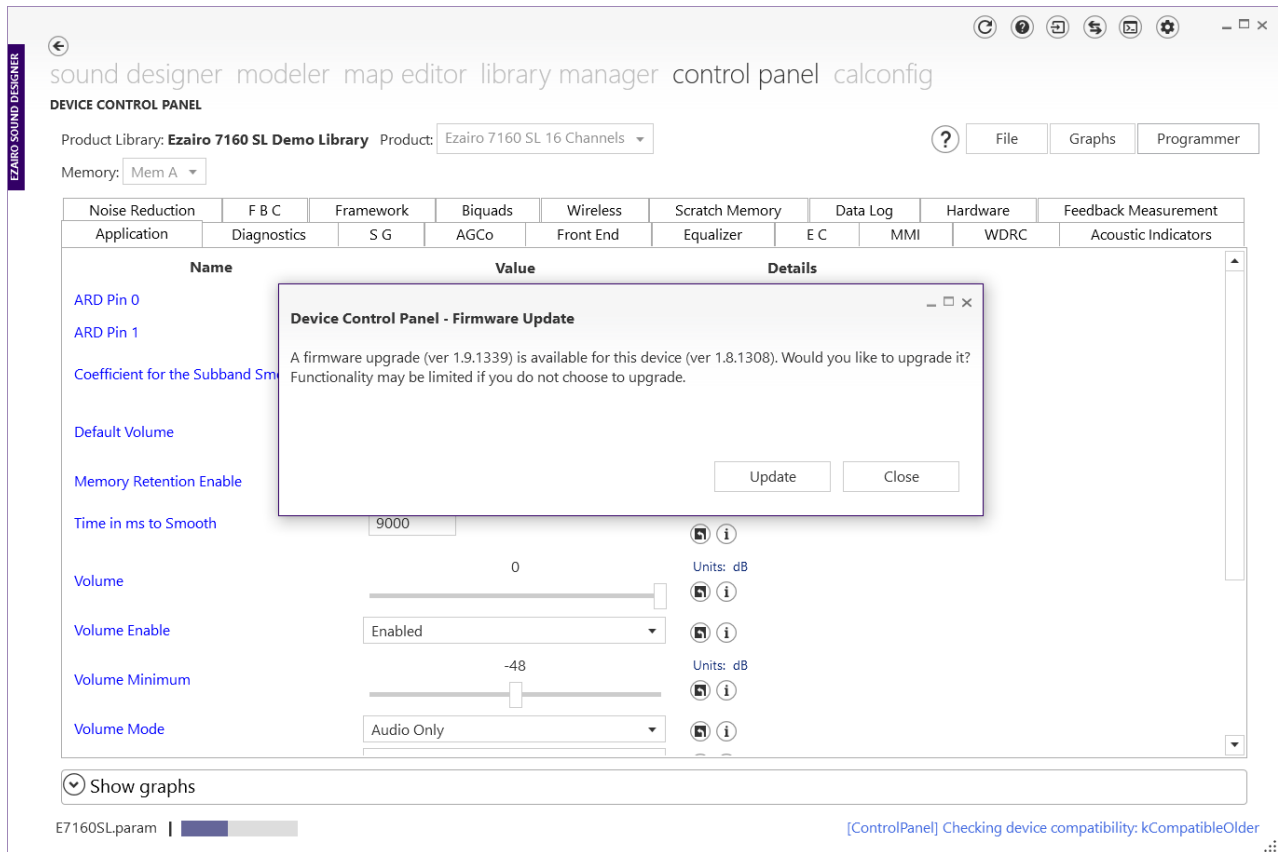 EZAIRO SOUND DESIGNER
sound designer modeler map editor library manager control panel calconfig
DEVICE CONTROL PANEL
Product Library: Ezairo 7160 SL Demo Library Product: Ezairo 7160 SL 16 Channels
? File Graphs Programmer
Memory: Mem A
Noise Reduction F B C Framework Biquads Wireless Scratch Memory Data Log Hardware Feedback Measurement
Application Diagnostics S G AGCo Front End Equalizer E C MMI WDRC Acoustic Indicators
Name Value Details
ARD Pin 0
ARD Pin 1
Coefficient for the Subband Smo
Default Volume
Memory Retention Enable
Device Control Panel - Firmware Update
A firmware upgrade (ver 1.9.1339) is available for this device (ver 1.8.1308). Would you like to upgrade it?
Functionality may be limited if you do not choose to upgrade.
Update Close
Time in ms to Smooth 9000
0 Units: dB
Volume
Volume Enable Enabled
-48 Units: dB
Volume Minimum
Volume Mode Audio Only
Show graphs
E7160SL.param | [ControlPanel] Checking device compatibility: kCompatibleOlder